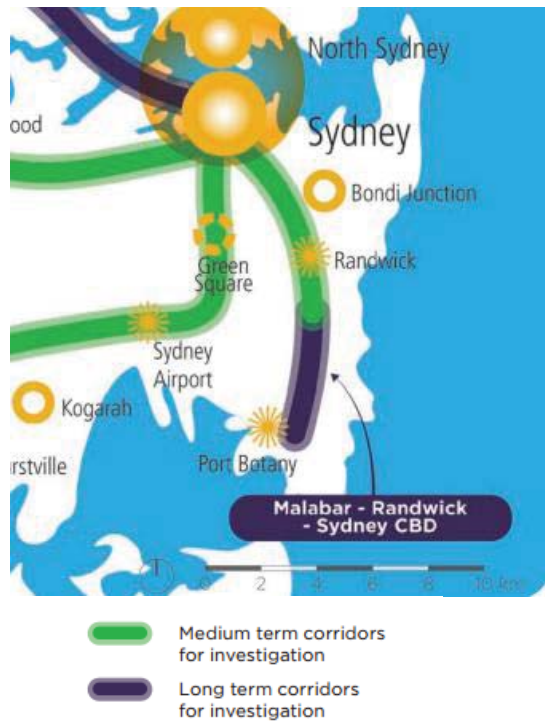 North Sydney
ood
Sydney
Bondi Junction
Green
Square
Randwick
Sydney
Airport
Kogarah
Port Botany
rstville
Malabar - Randwick
- Sydney CBD
0 2 4 6 8 10 km
Medium term corridors
for investigation
Long term corridors
for investigation